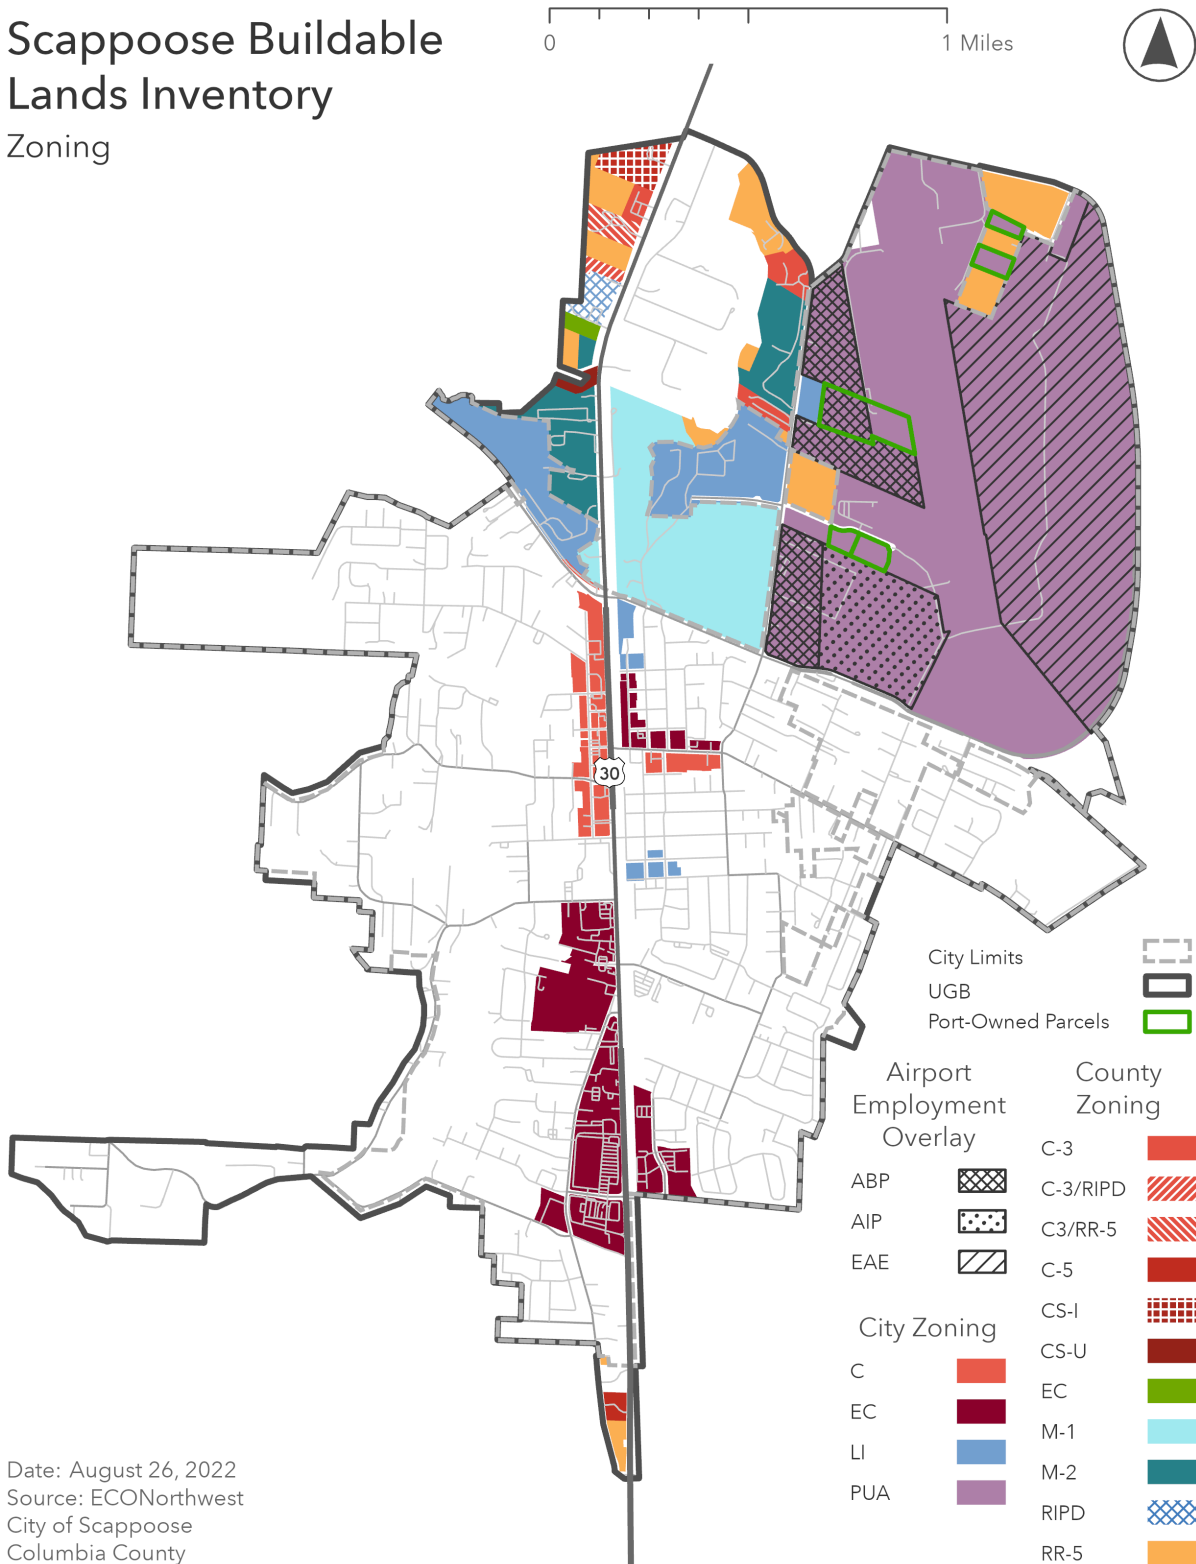 Scappoose Buildable
Lands Inventory
Zoning
0
1 Miles
30
City Limits
UGB
Port-Owned Parcels
Airport
Employment
Overlay
ABP
AIP
EAE
City Zoning
C
EC
LI
PUA
County
Zoning
C-3
C-3/RIPD
C3/RR-5
C-5
CS-I
CS-U
EC
M-1
M-2
RIPD
RR-5
Date: August 26, 2022
Source: ECONorthwest
City of Scappoose
Columbia County